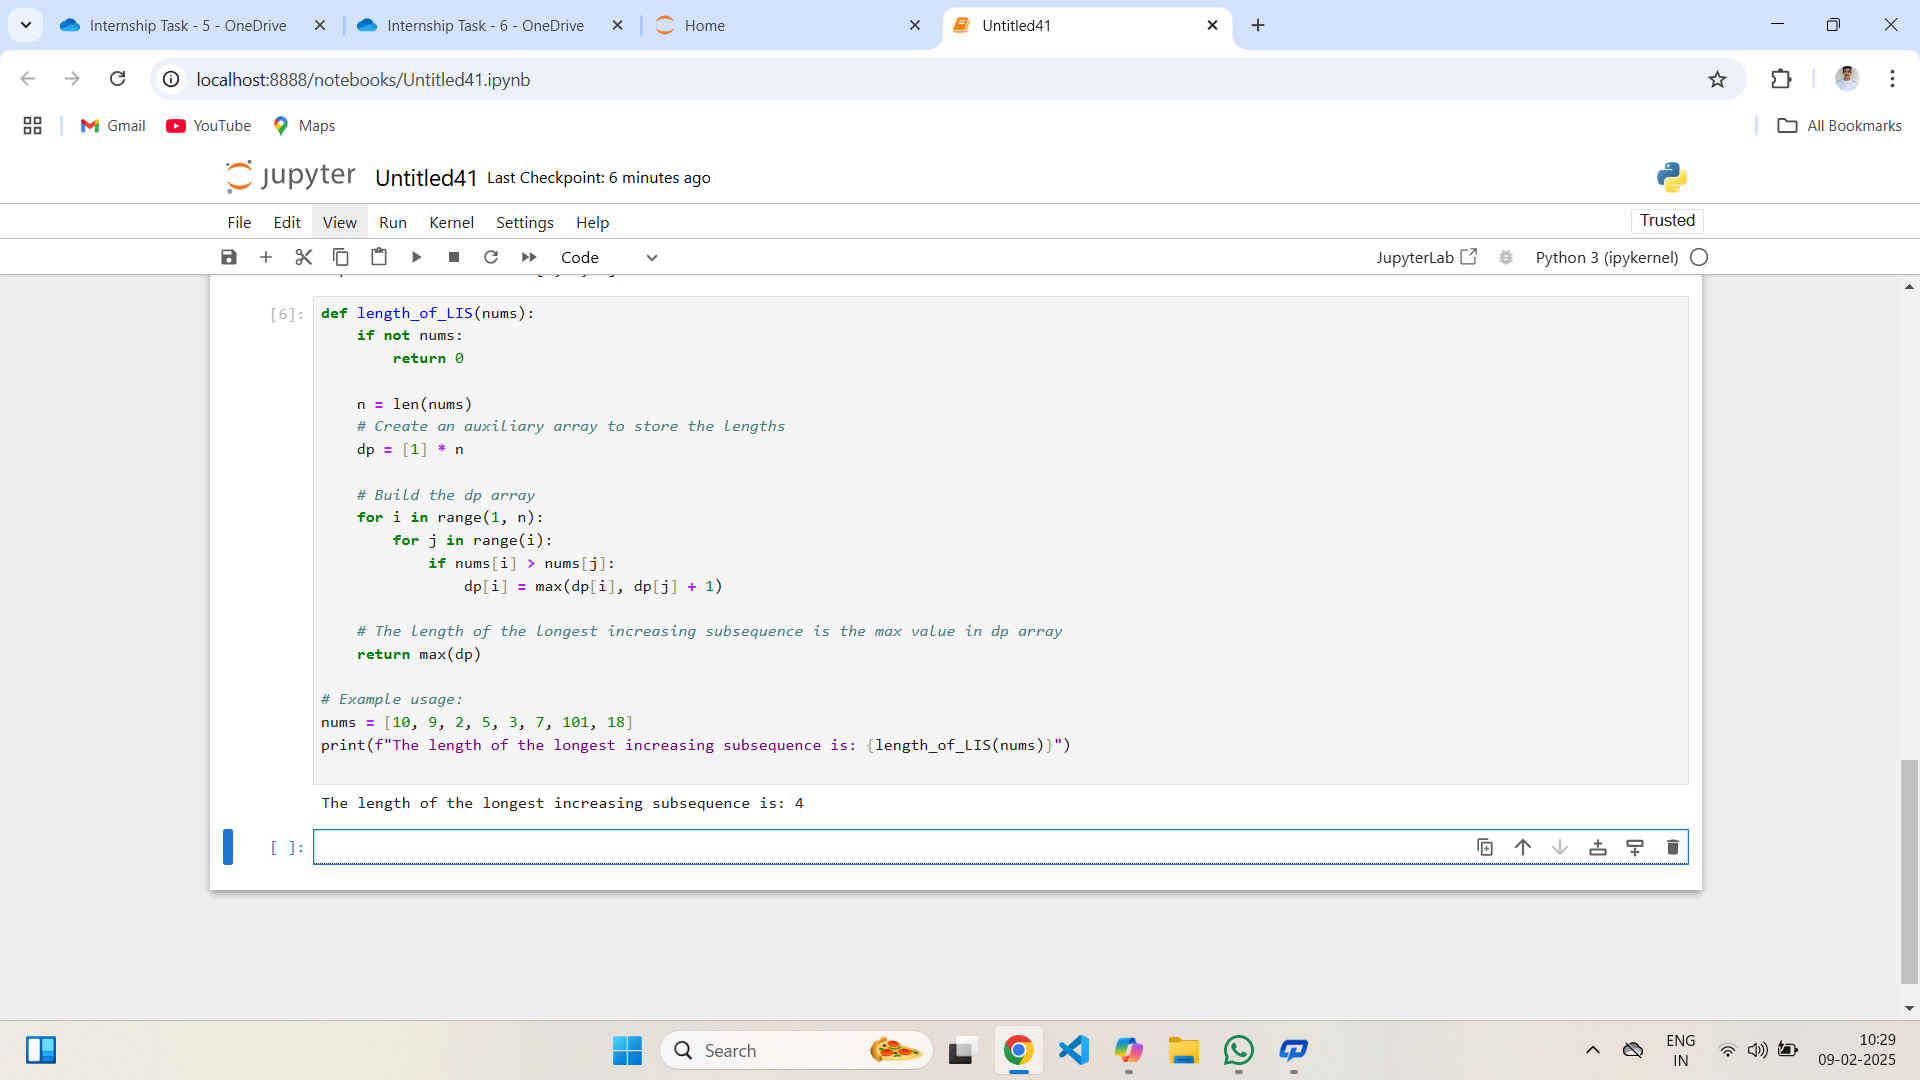 Internship Task - 5 - OneDrive
Internship Task - 6 - OneDrive
Home
Untitled41
localhost:8888/notebooks/Untitled41.ipynb
Gmail
YouTube
Maps
All Bookmarks
jupyter Untitled41 Last Checkpoint: 6 minutes ago
File Edit View Run Kernel Settings Help
Trusted
Code
JupyterLab
Python 3 (ipykernel)
[6]:
def length_of_LIS(nums):
    if not nums:
        return 0
    n = len(nums)
    # Create an auxiliary array to store the lengths
    dp = [1] * n
    # Build the dp array
    for i in range(1, n):
        for j in range(i):
            if nums[i] > nums[j]:
                dp[i] = max(dp[i], dp[j] + 1)
    # The length of the longest increasing subsequence is the max value in dp array
    return max(dp)
# Example usage:
nums = [10, 9, 2, 5, 3, 7, 101, 18]
print(f"The length of the longest increasing subsequence is: {length_of_LIS(nums)}")
The length of the longest increasing subsequence is: 4
[ ]:
Search
ENG
IN
10:29
09-02-2025